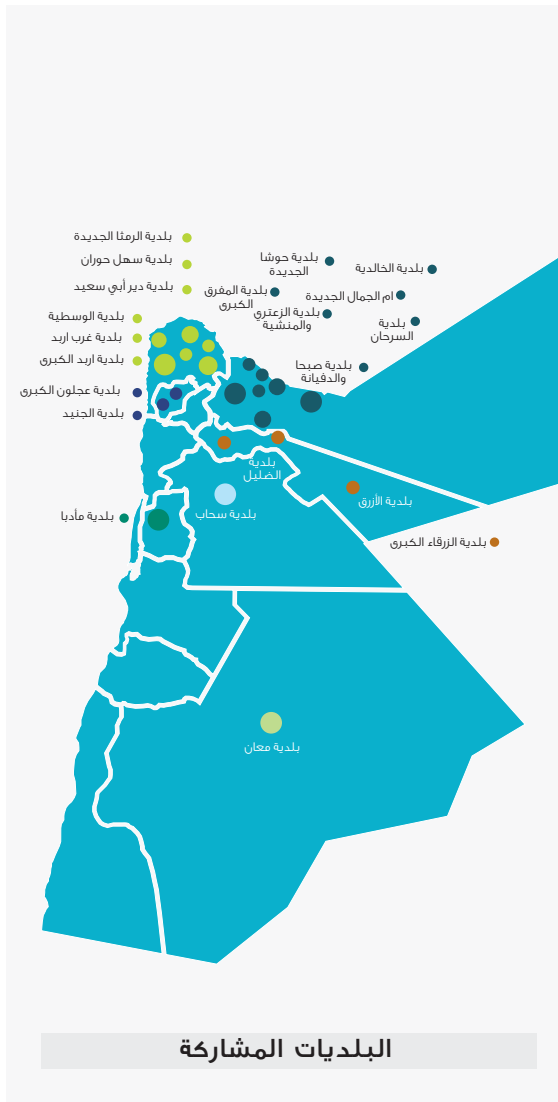 بلدية الرمثا الجديدة
بلدية سهل حوران
بلدية دير أبي سعيد
بلدية الوسطية
بلدية غرب اربد
بلدية اربد الكبرى
بلدية عجلون الكبرى
بلدية الجنيد
بلدية حوشا
الجديدة
بلدية الخالدية
بلدية المفرق
الكبرى
ام الجمال الجديدة
بلدية الزعتري
والمنشية
بلدية
السرحان
بلدية صبحا
والدفيانة
بلدية
الضليل
بلدية الأزرق
بلدية سحاب
بلدية مأدبا
بلدية الزرقاء الكبرى
بلدية معان
البلديات المشاركة